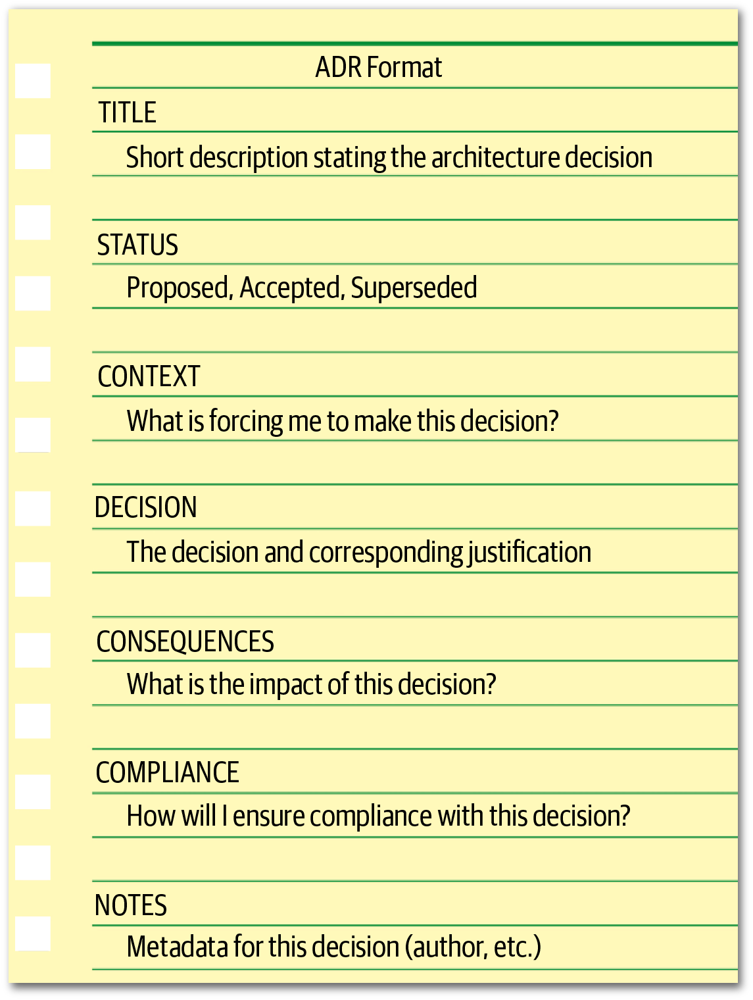 ADR Format
TITLE
Short description stating the architecture decision
STATUS
Proposed, Accepted, Superseded
CONTEXT
What is forcing me to make this decision?
DECISION
The decision and corresponding justification
CONSEQUENCES
What is the impact of this decision?
COMPLIANCE
How will I ensure compliance with this decision?
NOTES
Metadata for this decision (author, etc.)